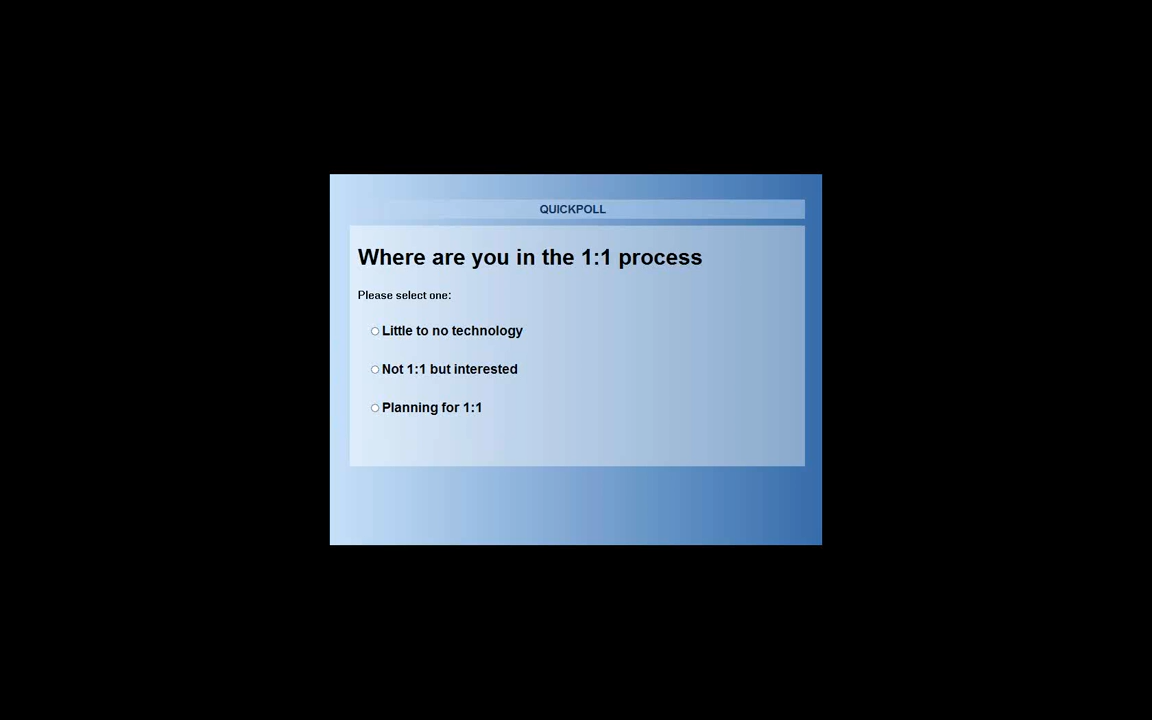 QUICKPOLL
Where are you in the 1:1 process
Please select one:
Little to no technology
Not 1:1 but interested
Planning for 1:1